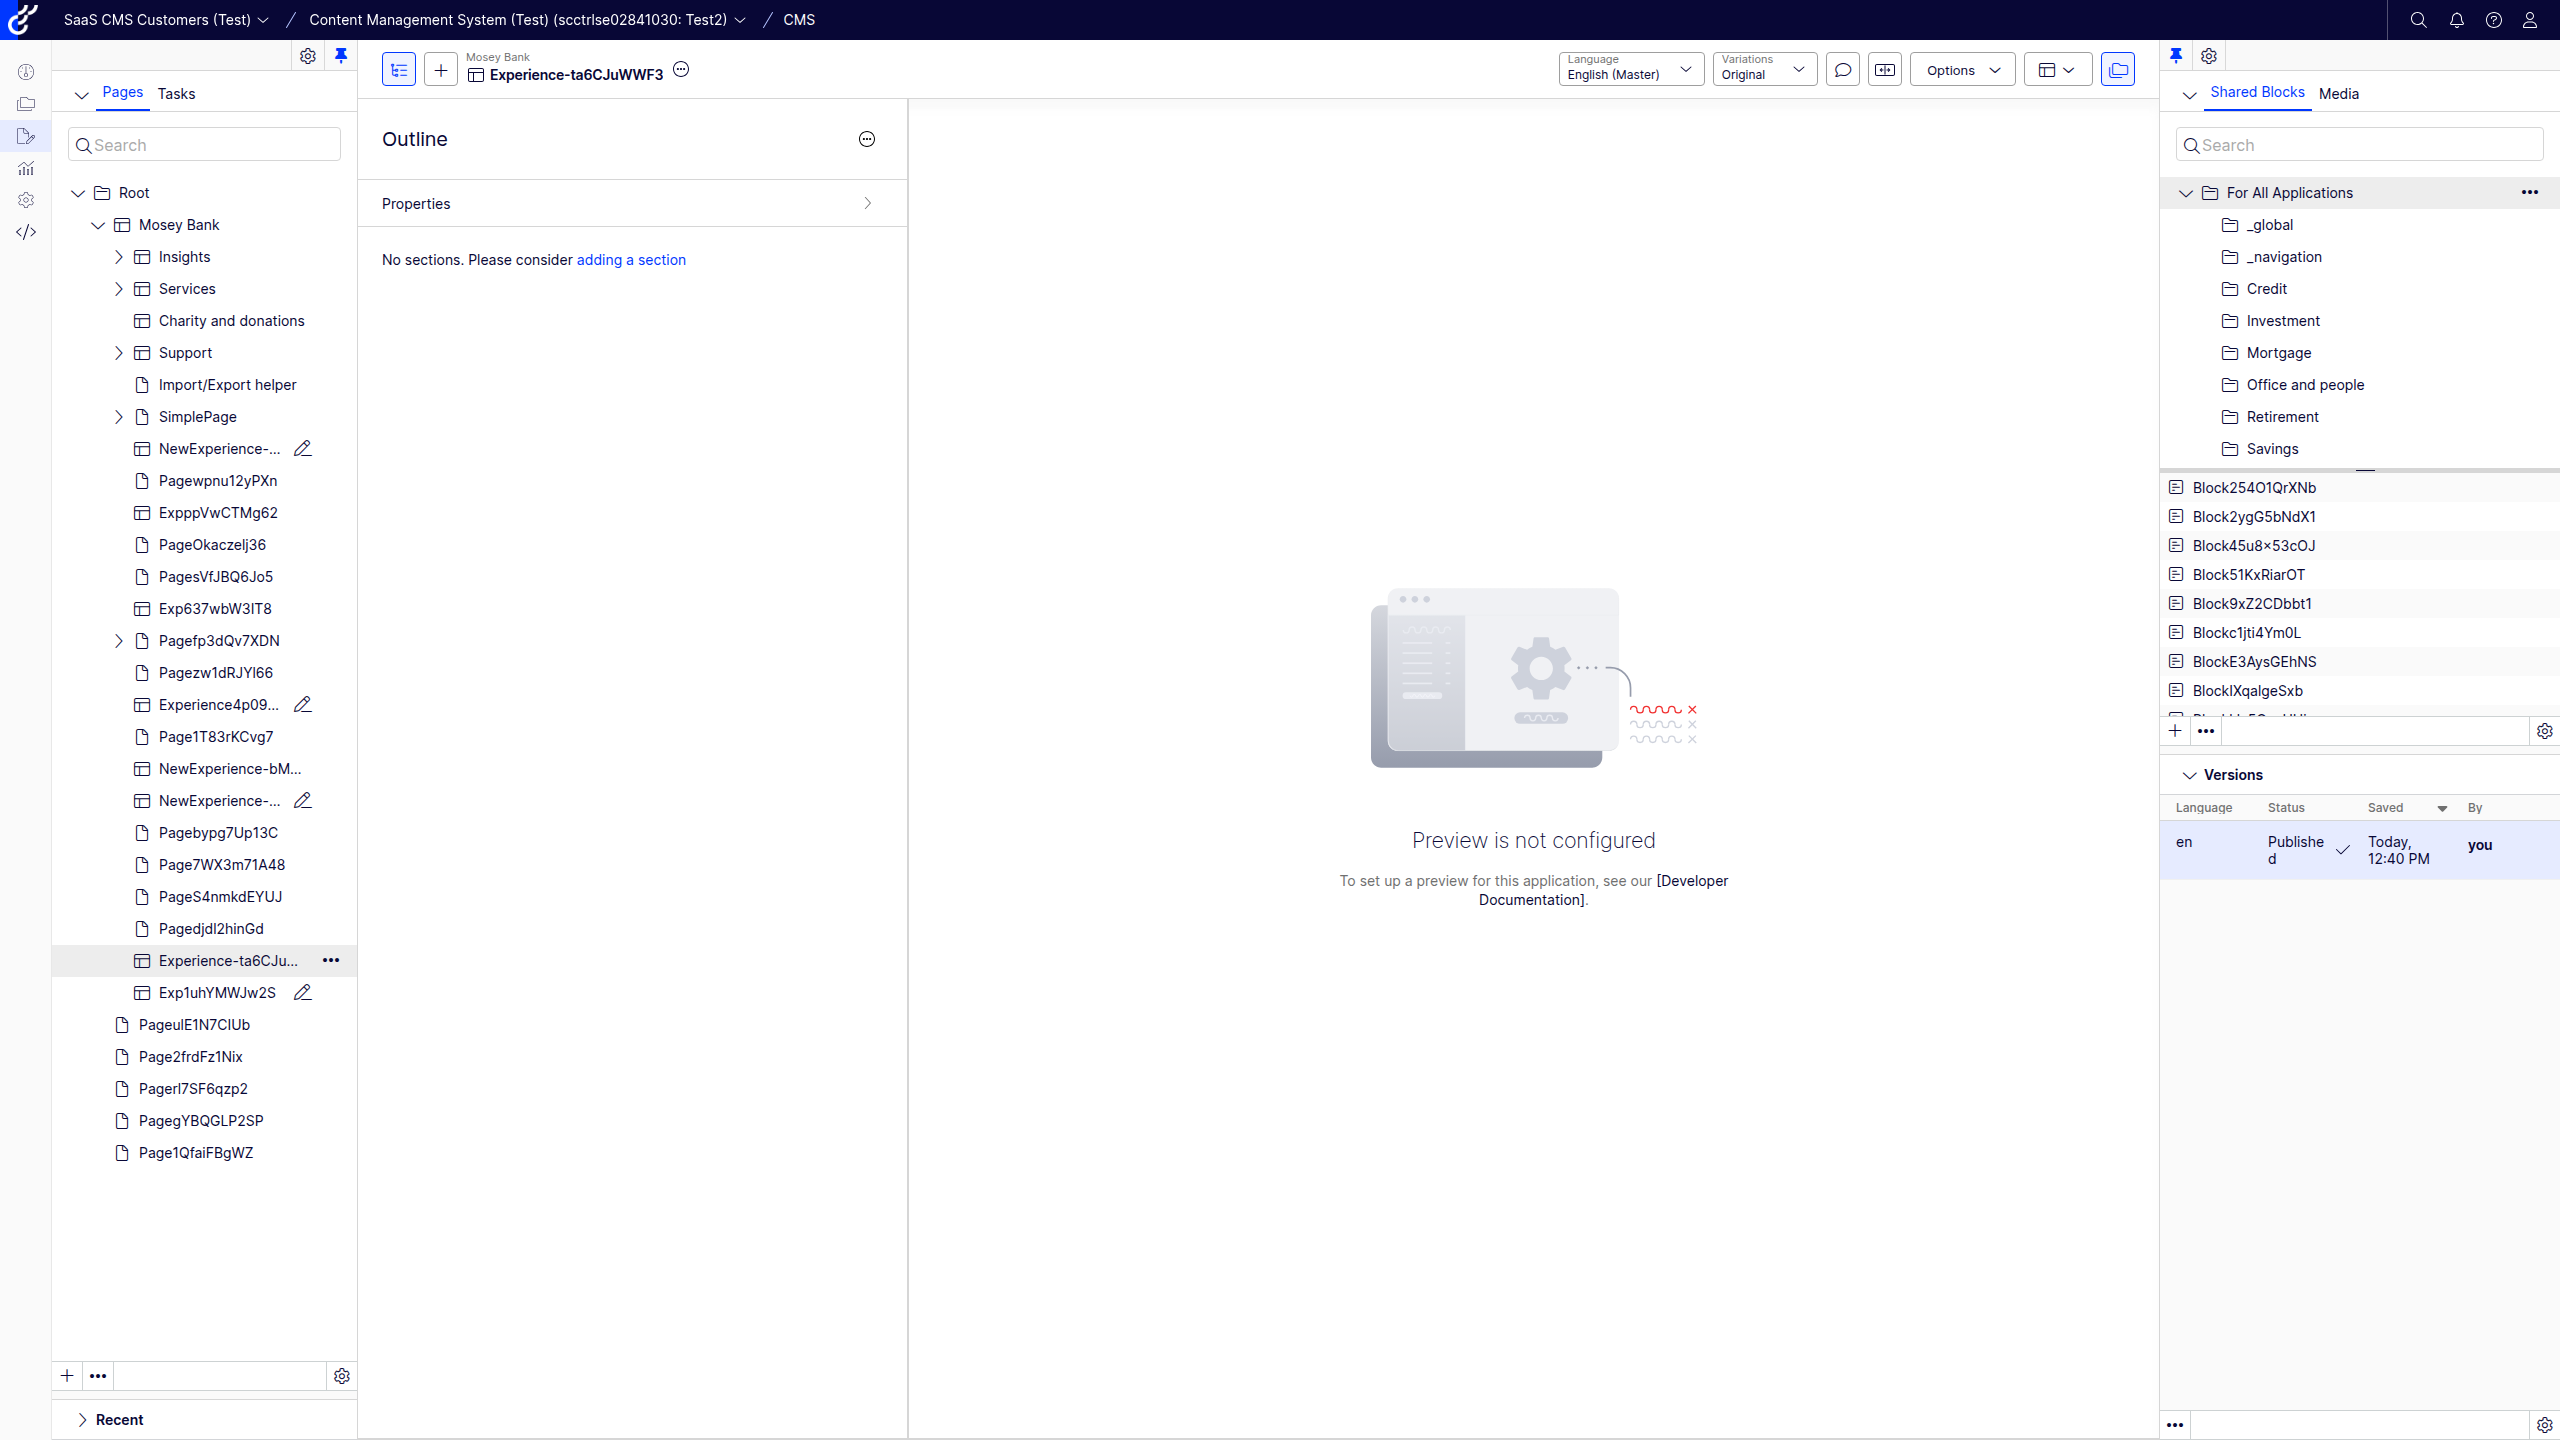 SaaS CMS Customers (Test)
Content Management System (Test) (scctrlse02841030: Test2)
CMS
Pages
Tasks
Search
Root
Mosey Bank
Insights
Services
Charity and donations
Support
Import/Export helper
SimplePage
NewExperience-...
Pagewpnu12yPXn
ExpppVwCTMg62
PageOkaczelj36
PagesVfJBQ6Jo5
Exp637wbW3IT8
Pagefp3dQv7XDN
Pagezw1dRJYl66
Experience4p09...
Page1T83rKCvg7
NewExperience-bM...
NewExperience-...
Pagebypg7Up13C
Page7WX3m71A48
PageS4nmkdEYUJ
Pagedjdl2hinGd
Experience-ta6CJu...
Exp1uhYMWJw2S
PageulE1N7CIUb
Page2frdFz1Nix
Pagerl7SF6qzp2
PagegYBQGLP2SP
Page1QfaiFBgWZ
Recent
Mosey Bank
Experience-ta6CJuWWF3
Language
English (Master)
Variations
Original
Options
Outline
Properties
No sections. Please consider adding a section
Preview is not configured
To set up a preview for this application, see our [Developer
Documentation].
Shared Blocks
Media
Search
For All Applications
_global
_navigation
Credit
Investment
Mortgage
Office and people
Retirement
Savings
Block254O1QrXNb
Block2ygG5bNdX1
Block45u8x53cOJ
Block51KxRiarOT
Block9xZ2CDbbt1
Blockc1jti4Ym0L
BlockE3AysGEhNS
BlockIXqalgeSxb
Versions
Language
Status
Saved
By
en
Publishe
d
Today,
12:40 PM
you